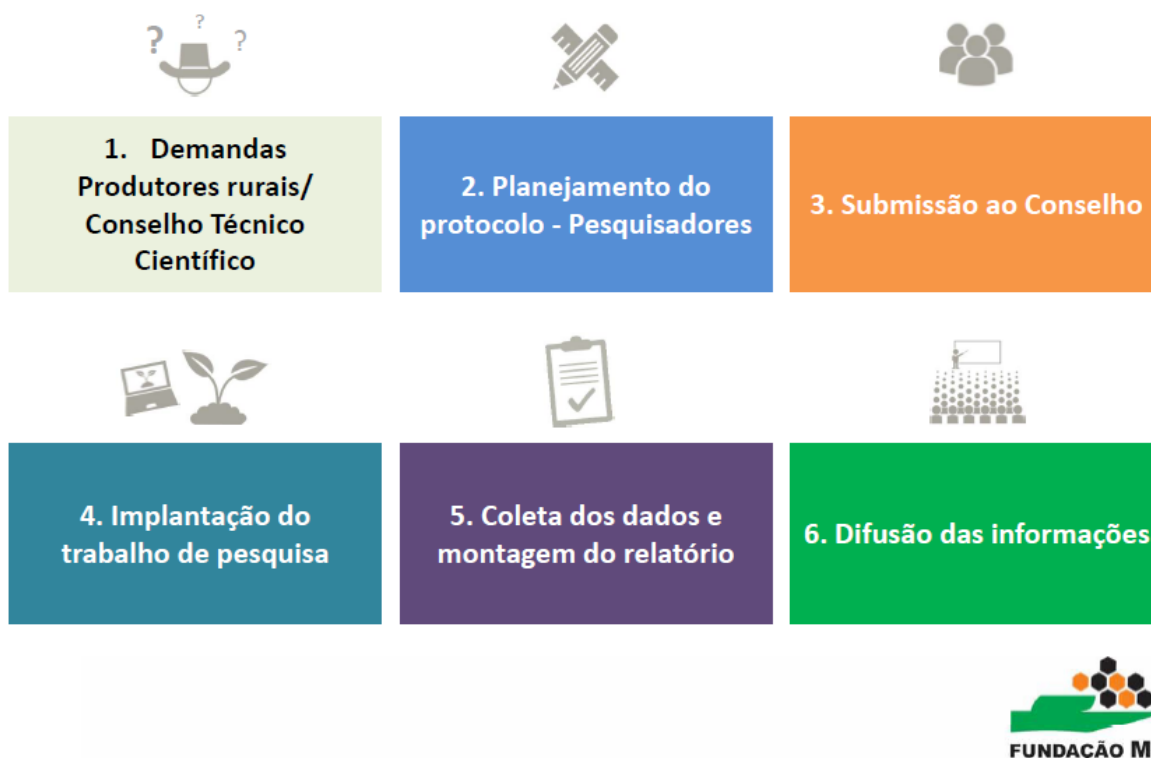 ? ? ?
1. Demandas
Produtores rurais/
Conselho Técnico
Científico
2. Planejamento do
protocolo - Pesquisadores
3. Submissão ao Conselho
4. Implantação do
trabalho de pesquisa
5. Coleta dos dados e
montagem do relatório
6. Difusão das informações
FUNDAÇÃO M